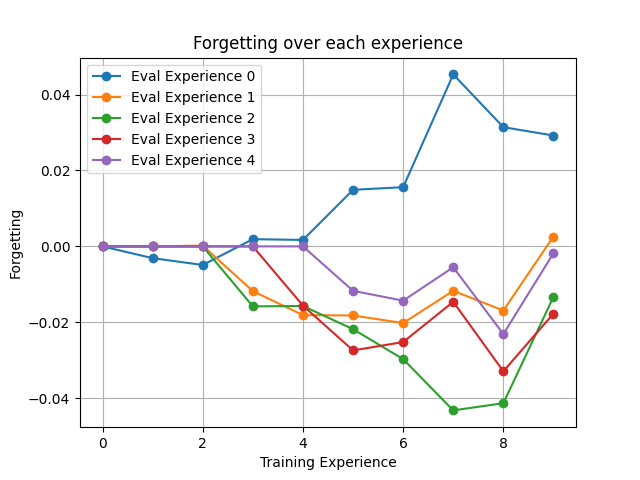 Forgetting over each experience
Eval Experience 0
Eval Experience 1
Eval Experience 2
Eval Experience 3
Eval Experience 4
0.04
0.02
0.00
−0.02
−0.04
Forgetting
0 2 4 6 8
Training Experience